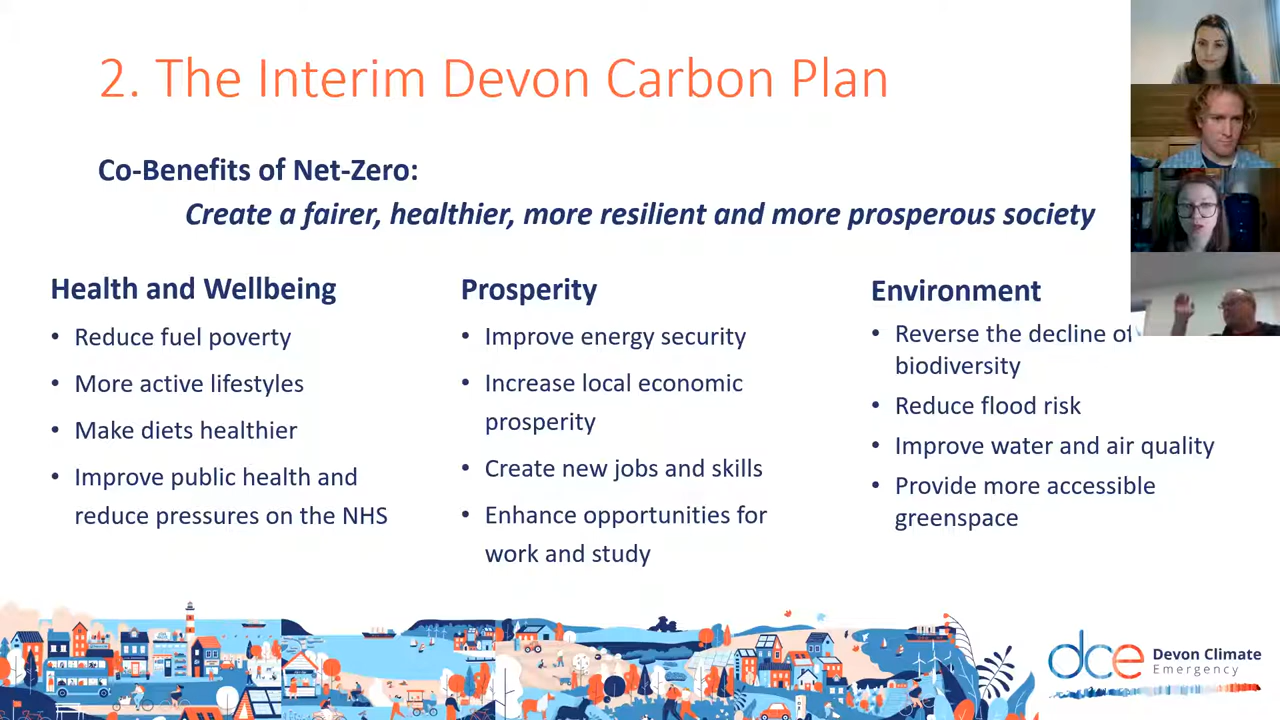 2. The Interim Devon Carbon Plan
Co-Benefits of Net-Zero:
Create a fairer, healthier, more resilient and more prosperous society
Health and Wellbeing
• Reduce fuel poverty
• More active lifestyles
• Make diets healthier
• Improve public health and
reduce pressures on the NHS
Prosperity
• Improve energy security
• Increase local economic
prosperity
• Create new jobs and skills
• Enhance opportunities for
work and study
Environment
• Reverse the decline of
biodiversity
• Reduce flood risk
• Improve water and air quality
• Provide more accessible
greenspace
dce Devon Climate
Emergency